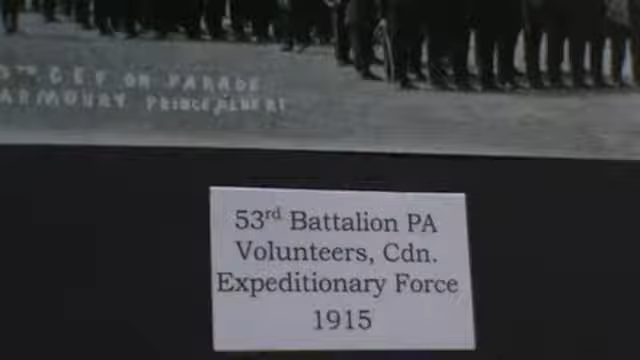 C.E.F ON PARADE
ARMOURY PRINCE ALBERT
53rd Battalion PA
Volunteers, Cdn.
Expeditionary Force
1915